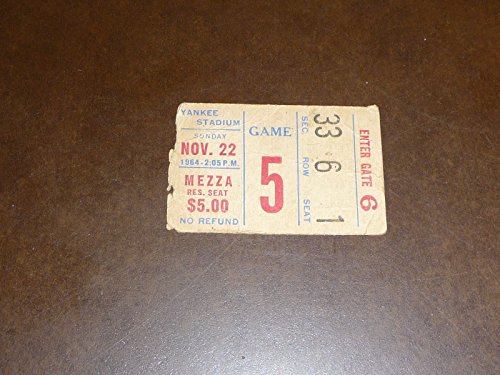 YANKEE
STADIUM
SUNDAY
NOV. 22
1964-2:05 P.M.
MEZZA
RES. SEAT
$5.00
NO REFUND
GAME
5
SEC. ROW SEAT
33 6 1
ENTER GATE 6